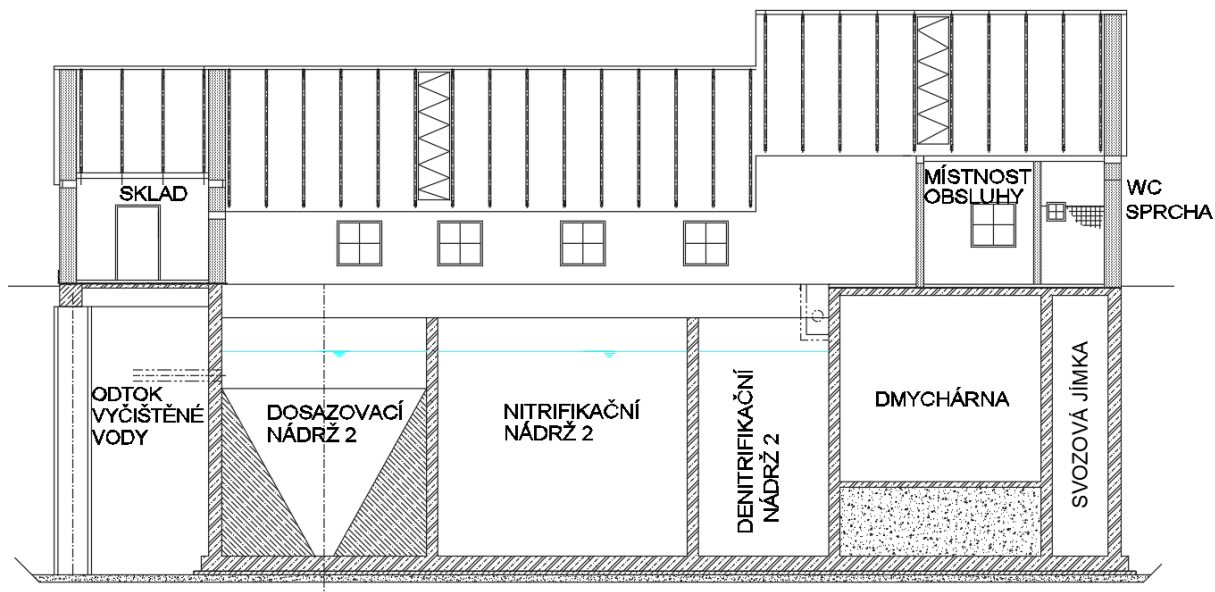 SKLAD
MÍSTNOST
OBSLUHY
WC
SPRCHA
ODTOK
VYČIŠTĚNÉ
VODY
DOSAZOVACÍ
NÁDRŽ 2
NITRIFIKAČNÍ
NÁDRŽ 2
DENITRIFIKAČNÍ
NÁDRŽ 2
DMYCHÁRNA
SVOZOVÁ JÍMKA